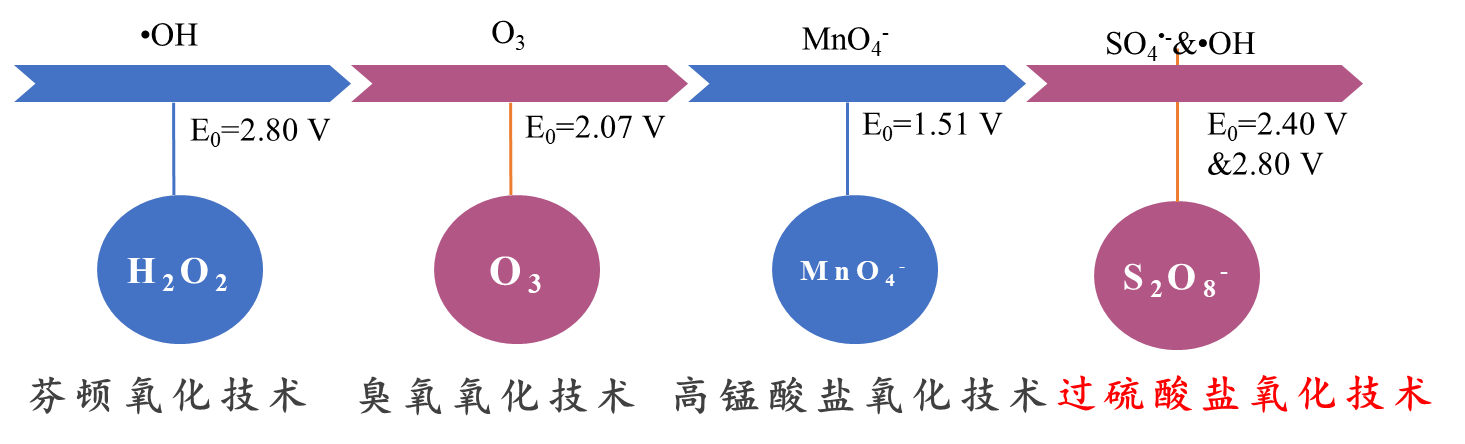 •OH
O₃
MnO₄⁻
SO₄•⁻&•OH
E₀=2.80 V
E₀=2.07 V
E₀=1.51 V
E₀=2.40 V
&2.80 V
H₂O₂
O₃
MnO₄⁻
S₂O₈⁻
芬顿氧化技术
臭氧氧化技术
高锰酸盐氧化技术
过硫酸盐氧化技术